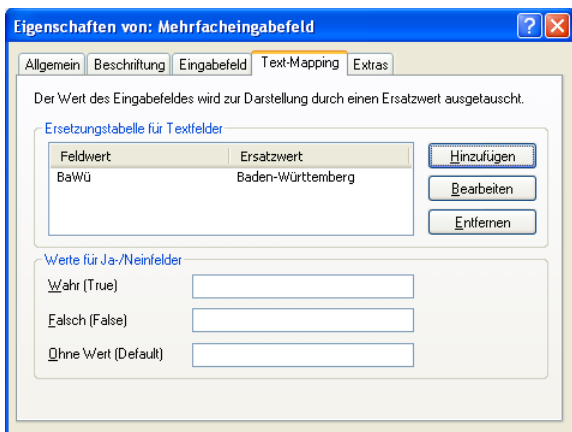 Eigenschaften von: Mehrfacheingabefeld
Allgemein Beschriftung Eingabefeld Text-Mapping Extras
Der Wert des Eingabefeldes wird zur Darstellung durch einen Ersatzwert ausgetauscht.
Ersetzungstabelle für Textfelder
Feldwert Ersatzwert
BaWü Baden-Württemberg
Hinzufügen
Bearbeiten
Entfernen
Werte für Ja-/Neinfelder
Wahr (True)
Falsch (False)
Ohne Wert (Default)